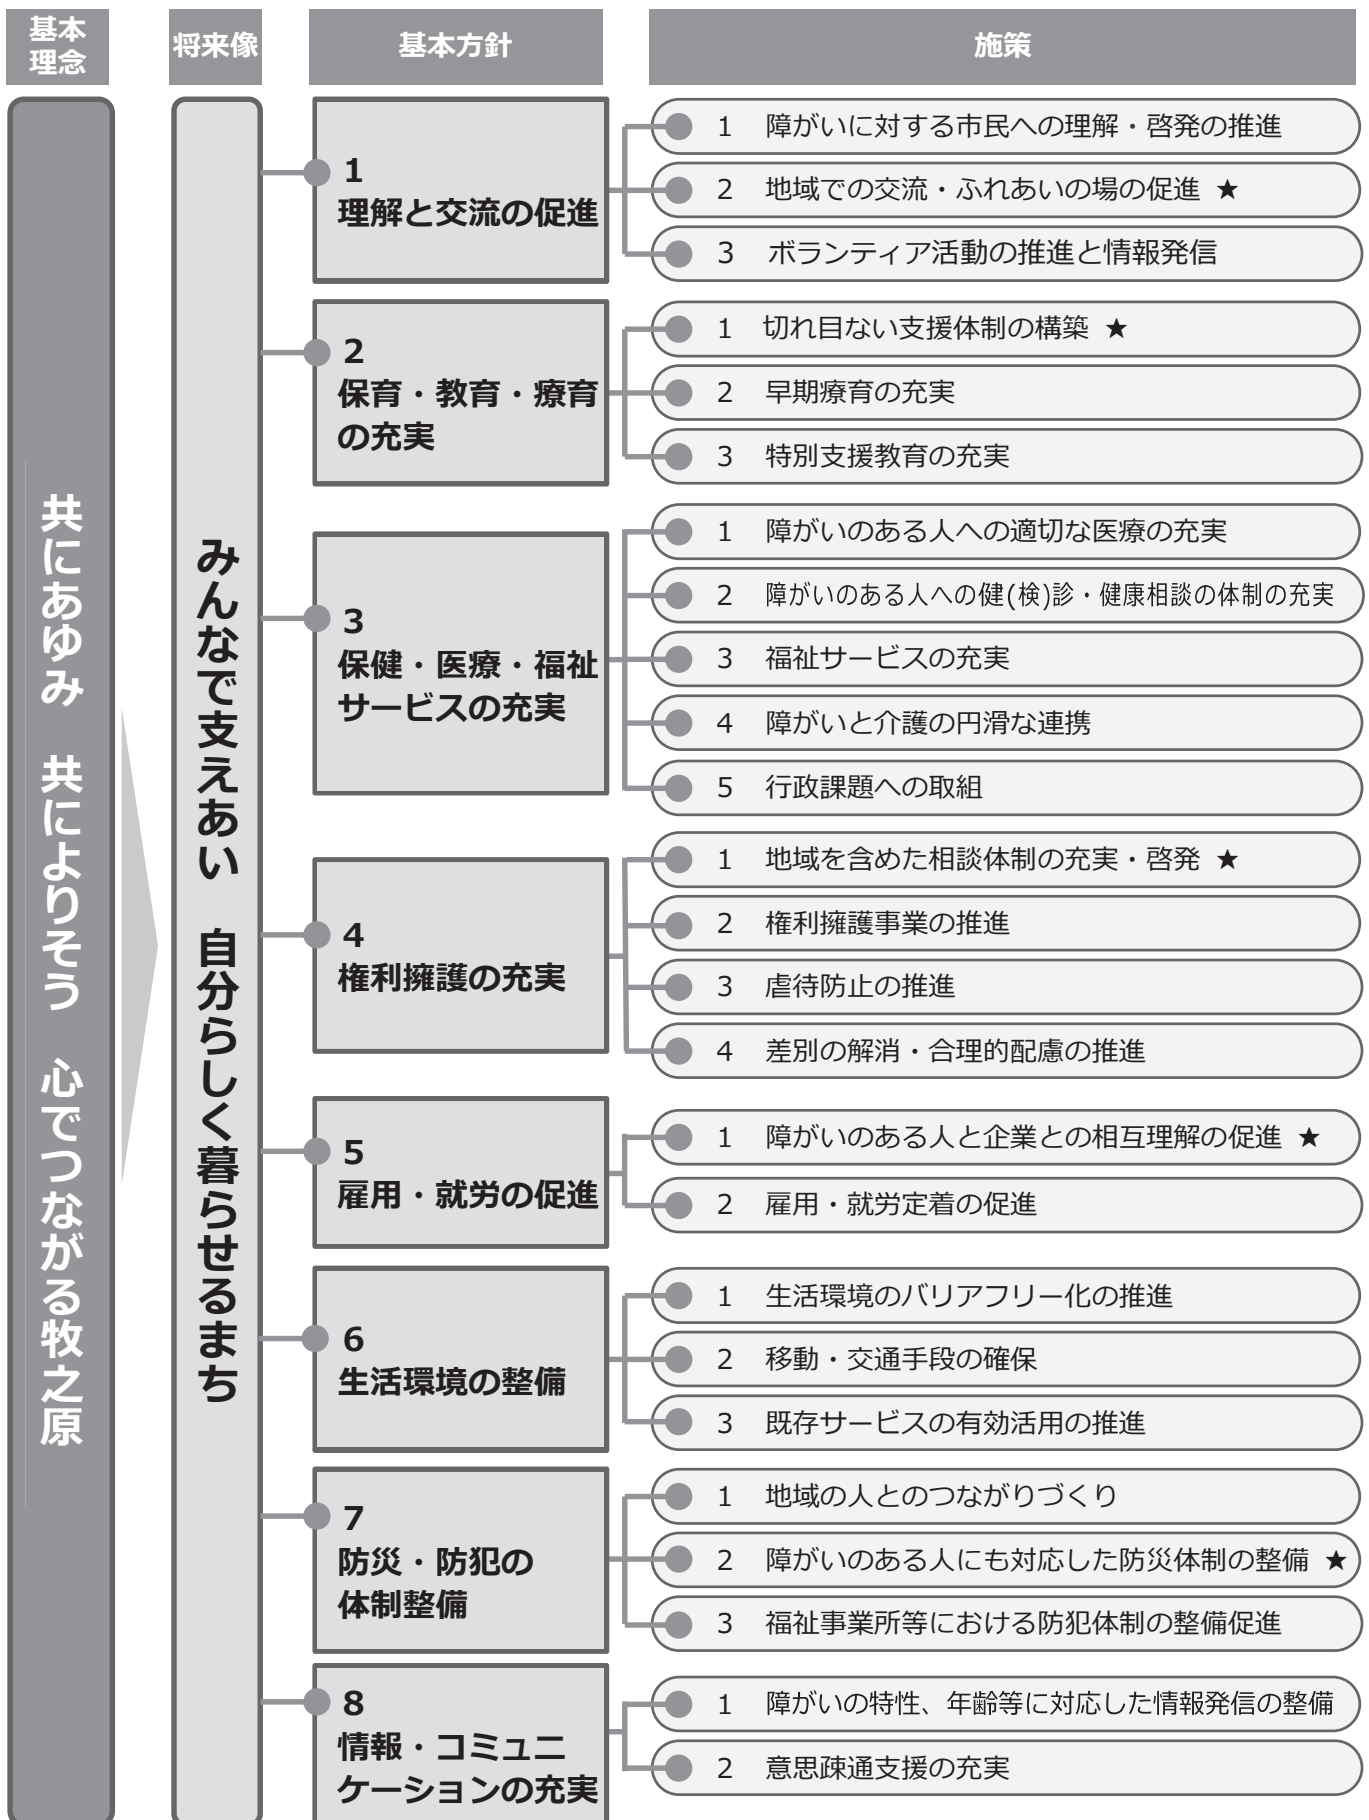 基本
理念
将来像
基本方針
施策
共にあゆみ 共によりそう 心でつながる牧之原
みんなで支えあい 自分らしく暮らせるまち
1
理解と交流の促進
1 障がいに対する市民への理解・啓発の推進
2 地域での交流・ふれあいの場の促進 ★
3 ボランティア活動の推進と情報発信
2
保育・教育・療育
の充実
1 切れ目ない支援体制の構築 ★
2 早期療育の充実
3 特別支援教育の充実
3
保健・医療・福祉
サービスの充実
1 障がいのある人への適切な医療の充実
2 障がいのある人への健(検)診・健康相談の体制の充実
3 福祉サービスの充実
4 障がいと介護の円滑な連携
5 行政課題への取組
4
権利擁護の充実
1 地域を含めた相談体制の充実・啓発 ★
2 権利擁護事業の推進
3 虐待防止の推進
4 差別の解消・合理的配慮の推進
5
雇用・就労の促進
1 障がいのある人と企業との相互理解の促進 ★
2 雇用・就労定着の促進
6
生活環境の整備
1 生活環境のバリアフリー化の推進
2 移動・交通手段の確保
3 既存サービスの有効活用の推進
7
防災・防犯の
体制整備
1 地域の人とのつながりづくり
2 障がいのある人にも対応した防災体制の整備 ★
3 福祉事業所等における防犯体制の整備促進
8
情報・コミュニ
ケーションの充実
1 障がいの特性、年齢等に対応した情報発信の整備
2 意思疎通支援の充実